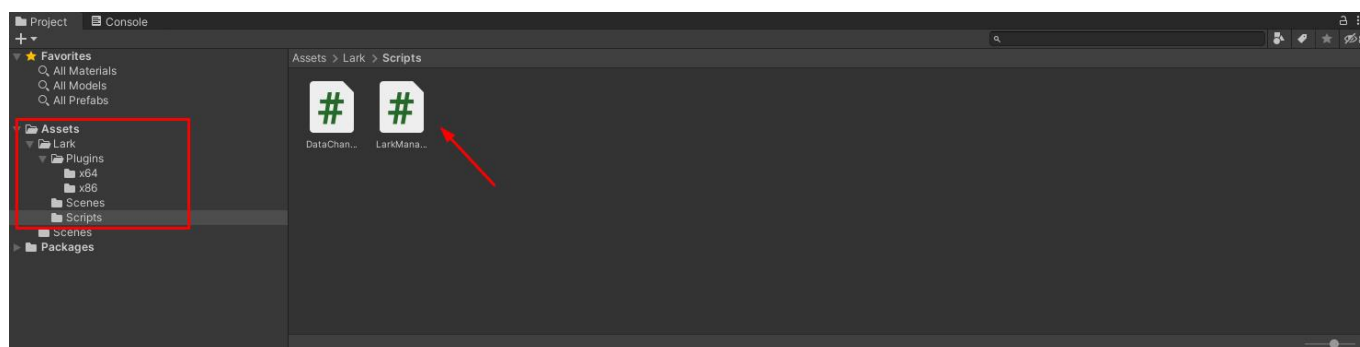 Project Console
Favorites
All Materials
All Models
All Prefabs
Assets
Lark
Plugins
x64
x86
Scenes
Scripts
Scenes
Packages
Assets > Lark > Scripts
#
#
DataChan...
LarkMana...